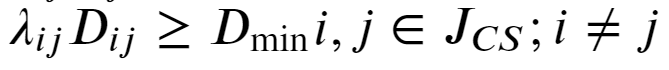 λ_{ij} D_{ij} ≥ D_{min} i, j ∈ J_{CS}; i ≠ j